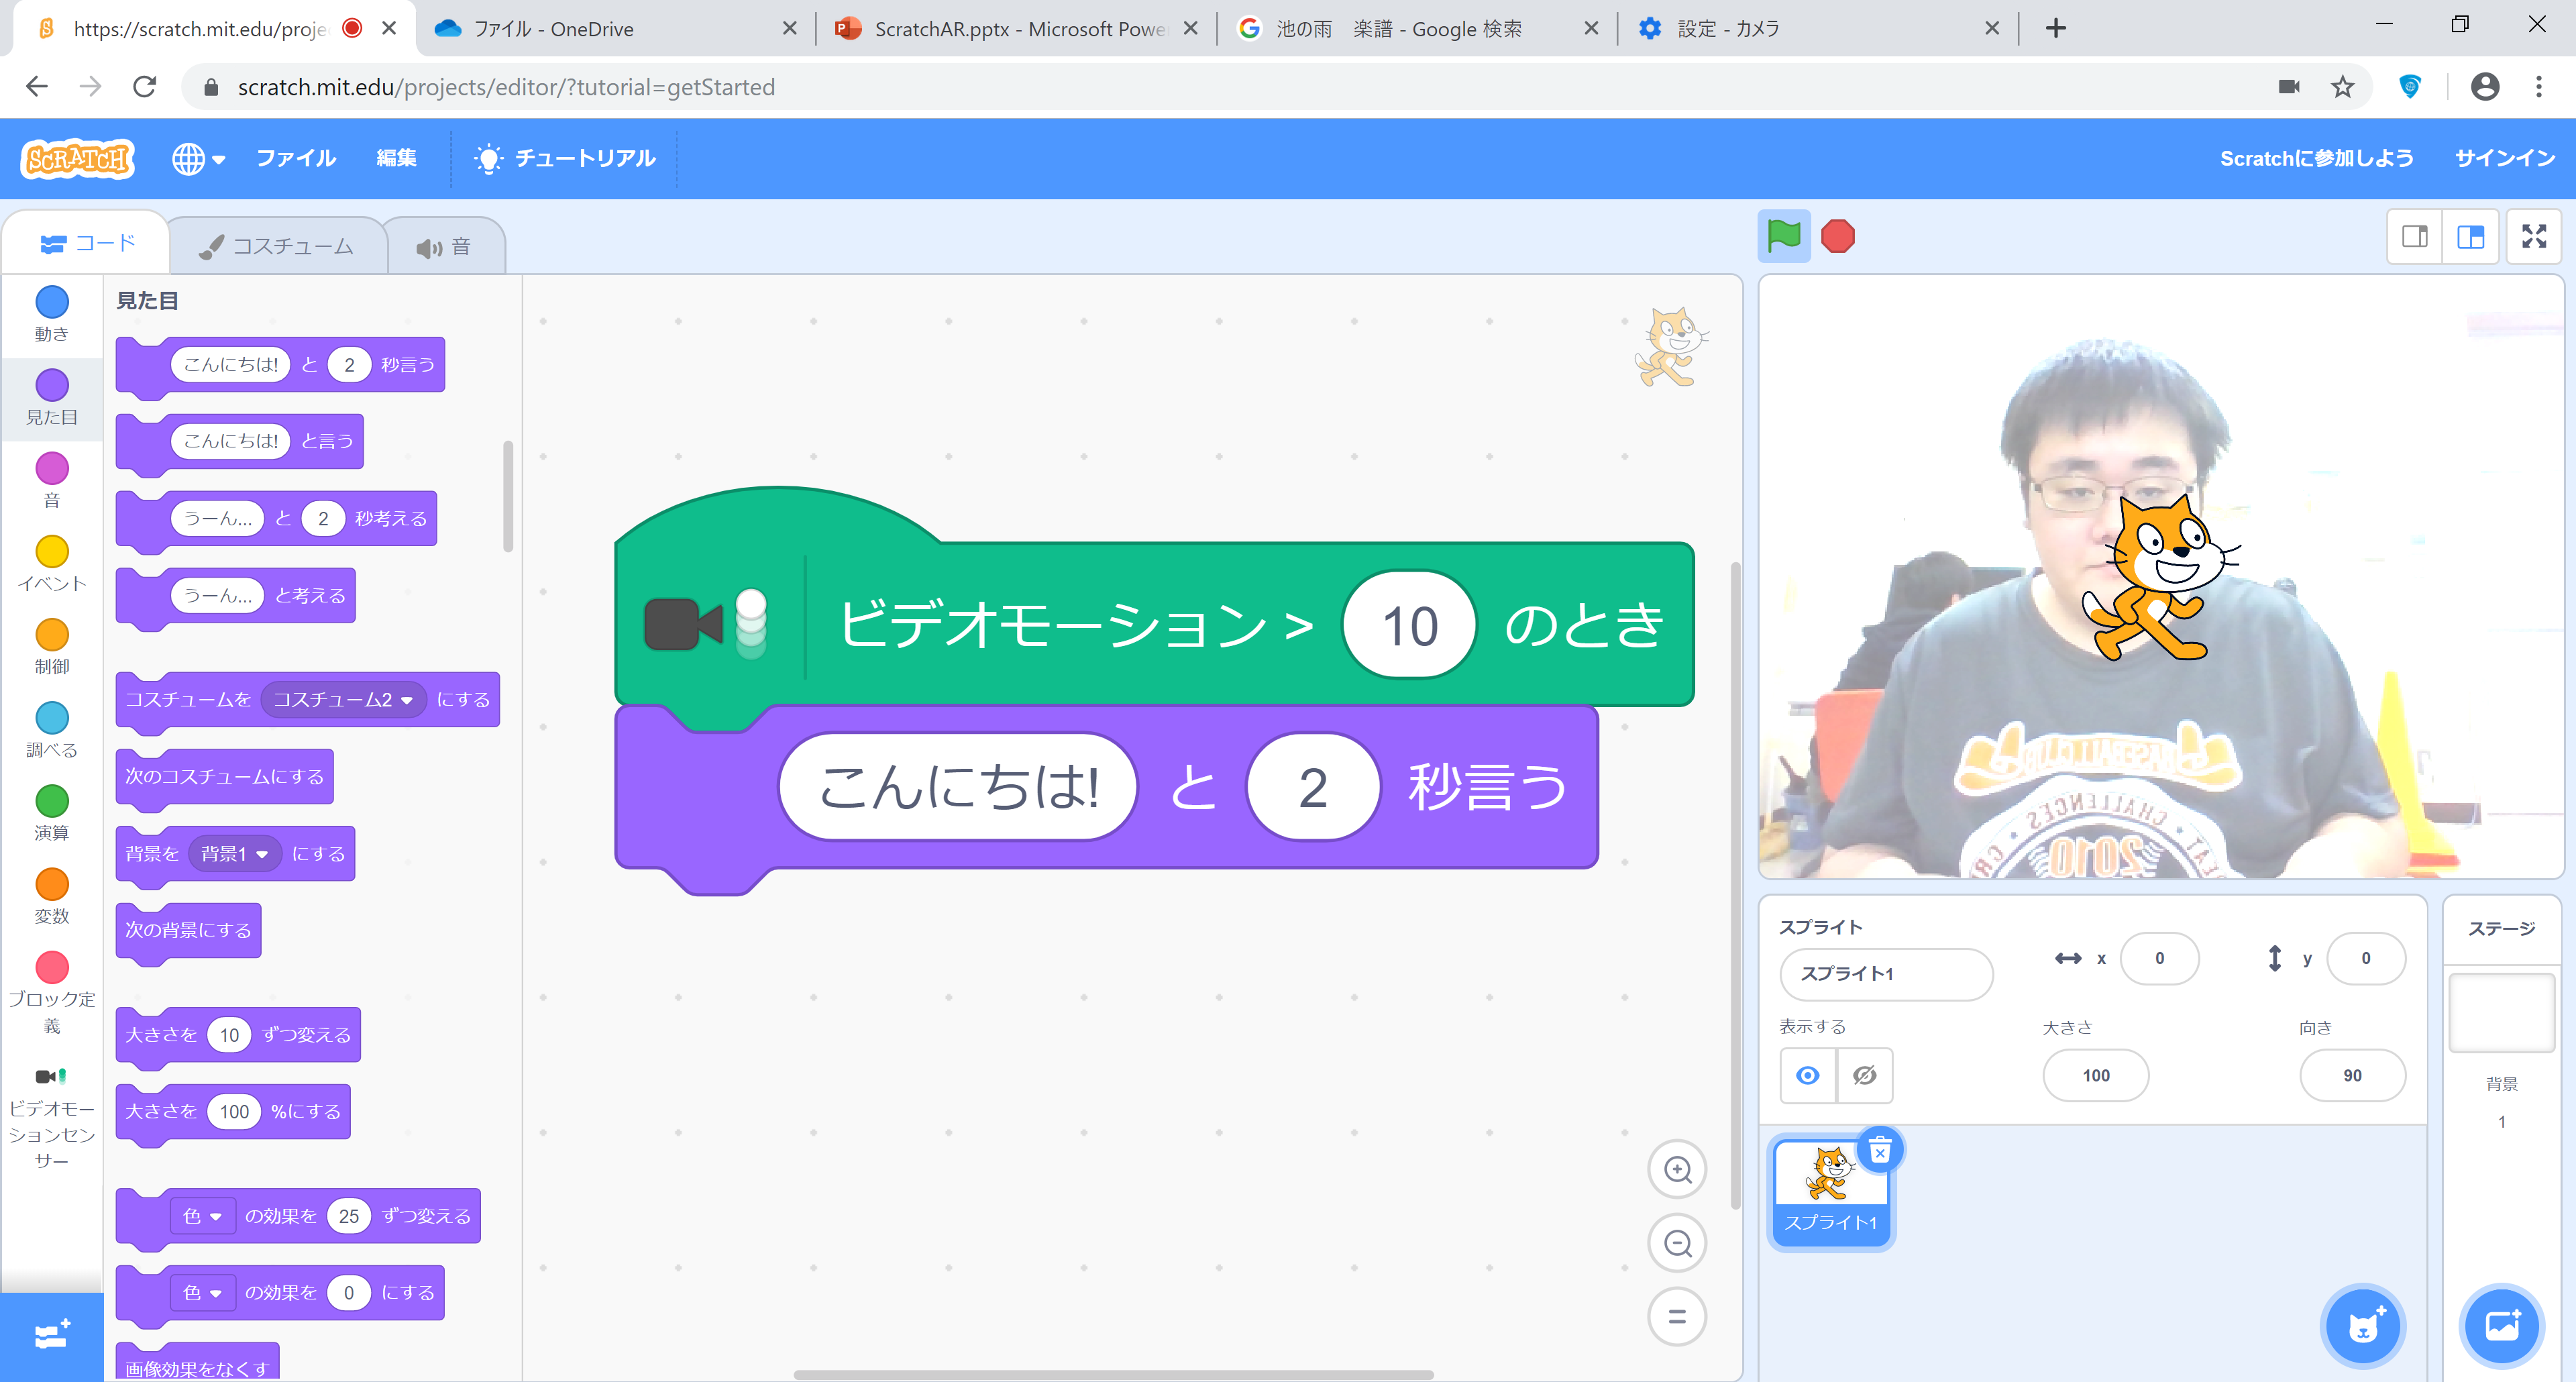 https://scratch.mit.edu/proje
ファイル - OneDrive
ScratchAR.pptx - Microsoft Powe
池の雨　楽譜 - Google 検索
設定 - カメラ
scratch.mit.edu/projects/editor/?tutorial=getStarted
SCRATCH
ファイル
編集
チュートリアル
Scratchに参加しよう
サインイン
コード
コスチューム
音
動き
見た目
音
イベント
制御
調べる
演算
変数
ブロック定
義
ビデオモー
ションセン
サー
見た目
こんにちは! と 2 秒言う
こんにちは! と言う
うーん... と 2 秒考える
うーん... と考える
コスチュームを コスチューム2 にする
次のコスチュームにする
背景を 背景1 にする
次の背景にする
大きさを 10 ずつ変える
大きさを 100 %にする
色 の効果を 25 ずつ変える
色 の効果を 0 にする
画像効果をなくす
ビデオモーション > 10 のとき
こんにちは! と 2 秒言う
BASEBALL CLUB
CHALLENGES
2010
スプライト
スプライト1
x 0
y 0
表示する
大きさ
100
向き
90
スプライト1
ステージ
背景
1